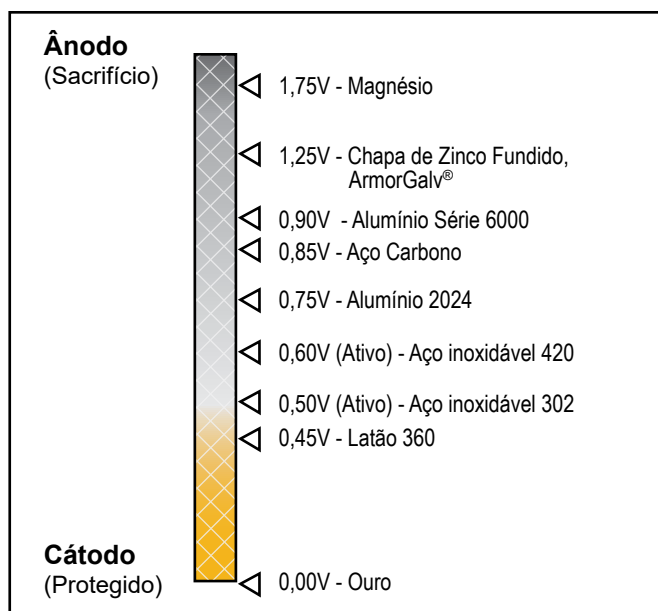 Ânodo
(Sacrifício)
1,75V - Magnésio
1,25V - Chapa de Zinco Fundido,
ArmorGalv®
0,90V - Alumínio Série 6000
0,85V - Aço Carbono
0,75V - Alumínio 2024
0,60V (Ativo) - Aço inoxidável 420
0,50V (Ativo) - Aço inoxidável 302
0,45V - Latão 360
Cátodo
(Protegido)
0,00V - Ouro